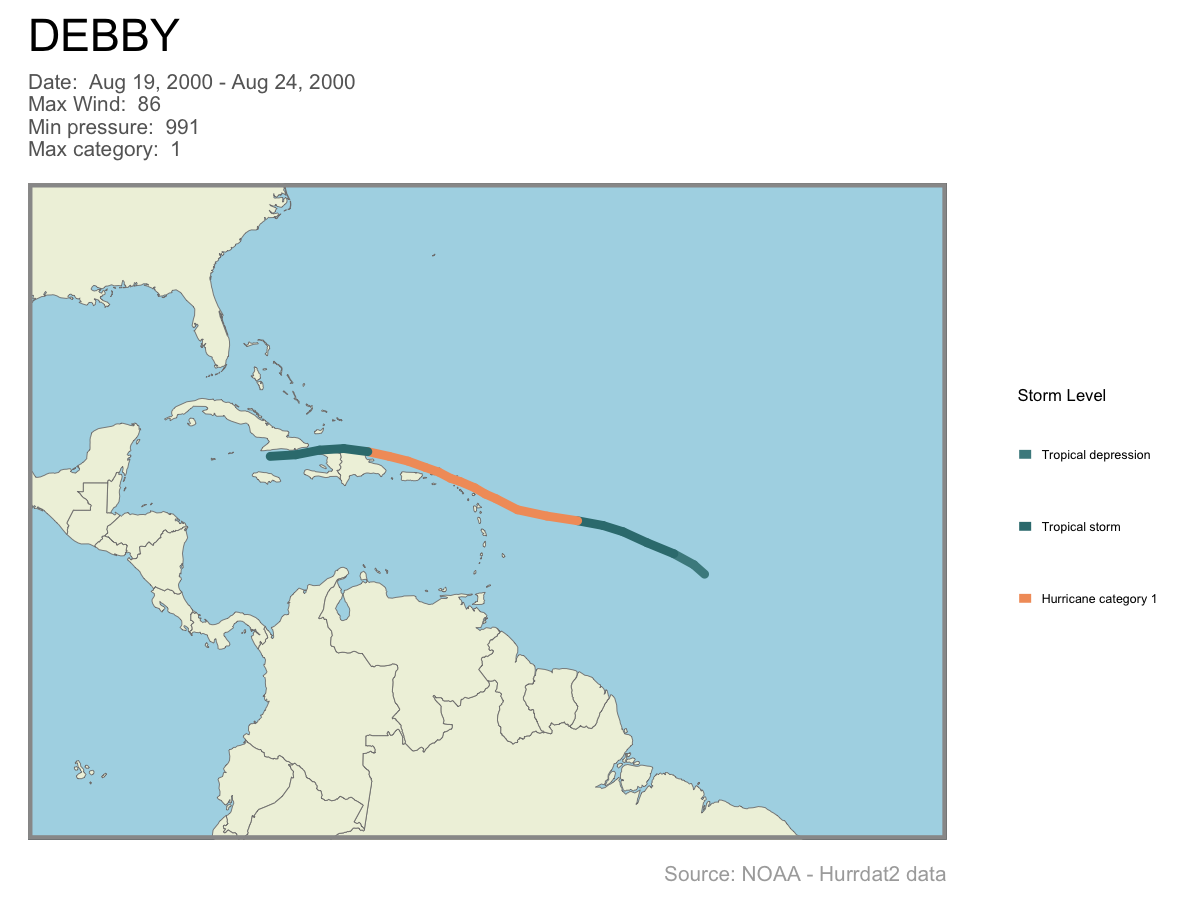 DEBBY
Date:  Aug 19, 2000 - Aug 24, 2000
Max Wind:  86
Min pressure:  991
Max category:  1
Storm Level
Tropical depression
Tropical storm
Hurricane category 1
Source: NOAA - Hurrdat2 data